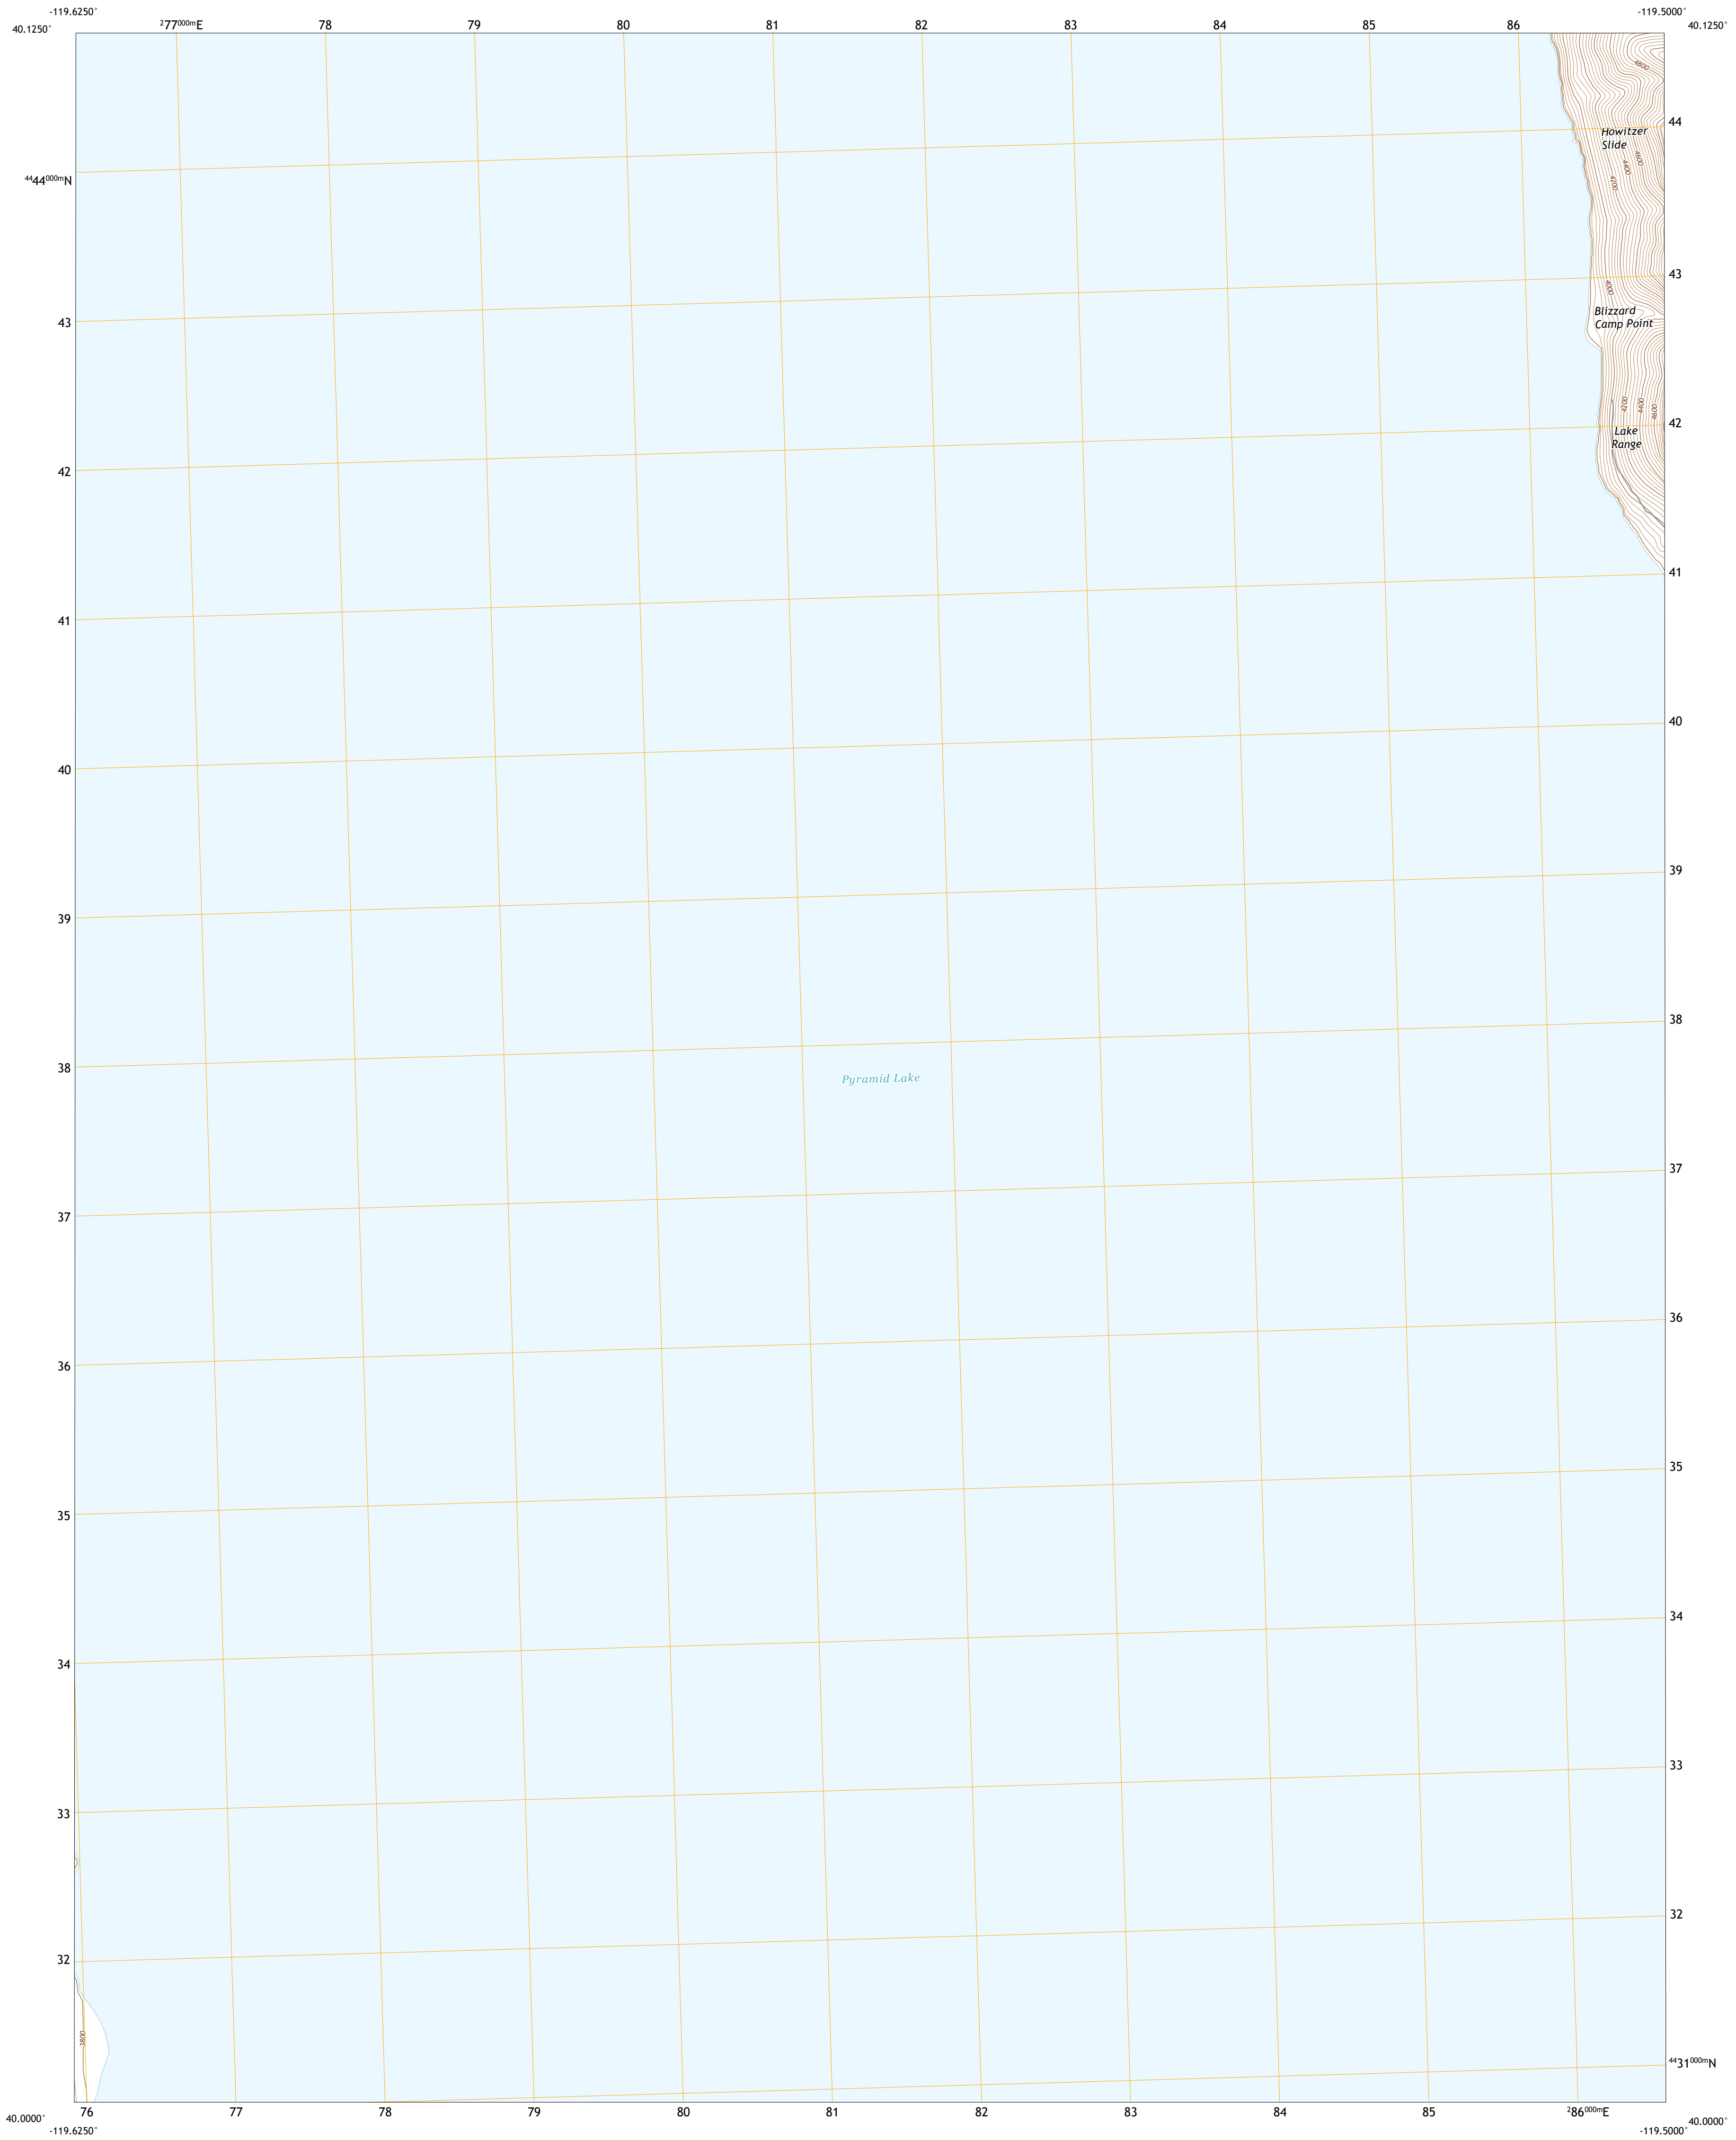 -119.6250° -119.5000°
40.1250° ²77⁰⁰⁰ᵐE 78 79 80 81 82 83 84 85 86 40.1250°
4800
44
Howitzer
Slide
4600
4400
4200
⁴⁴44⁰⁰⁰ᵐN
43
4000
Blizzard
Camp Point
43
4200 4400 4600
42
Lake
Range
42
41
41
40
40
39
39
38
38
Pyramid Lake
37
37
36
36
35
35
34
34
33
33
32
32
3800
⁴⁴31⁰⁰⁰ᵐN
76 77 78 79 80 81 82 83 84 85 ²86⁰⁰⁰ᵐE
40.0000° 40.0000°
-119.6250° -119.5000°